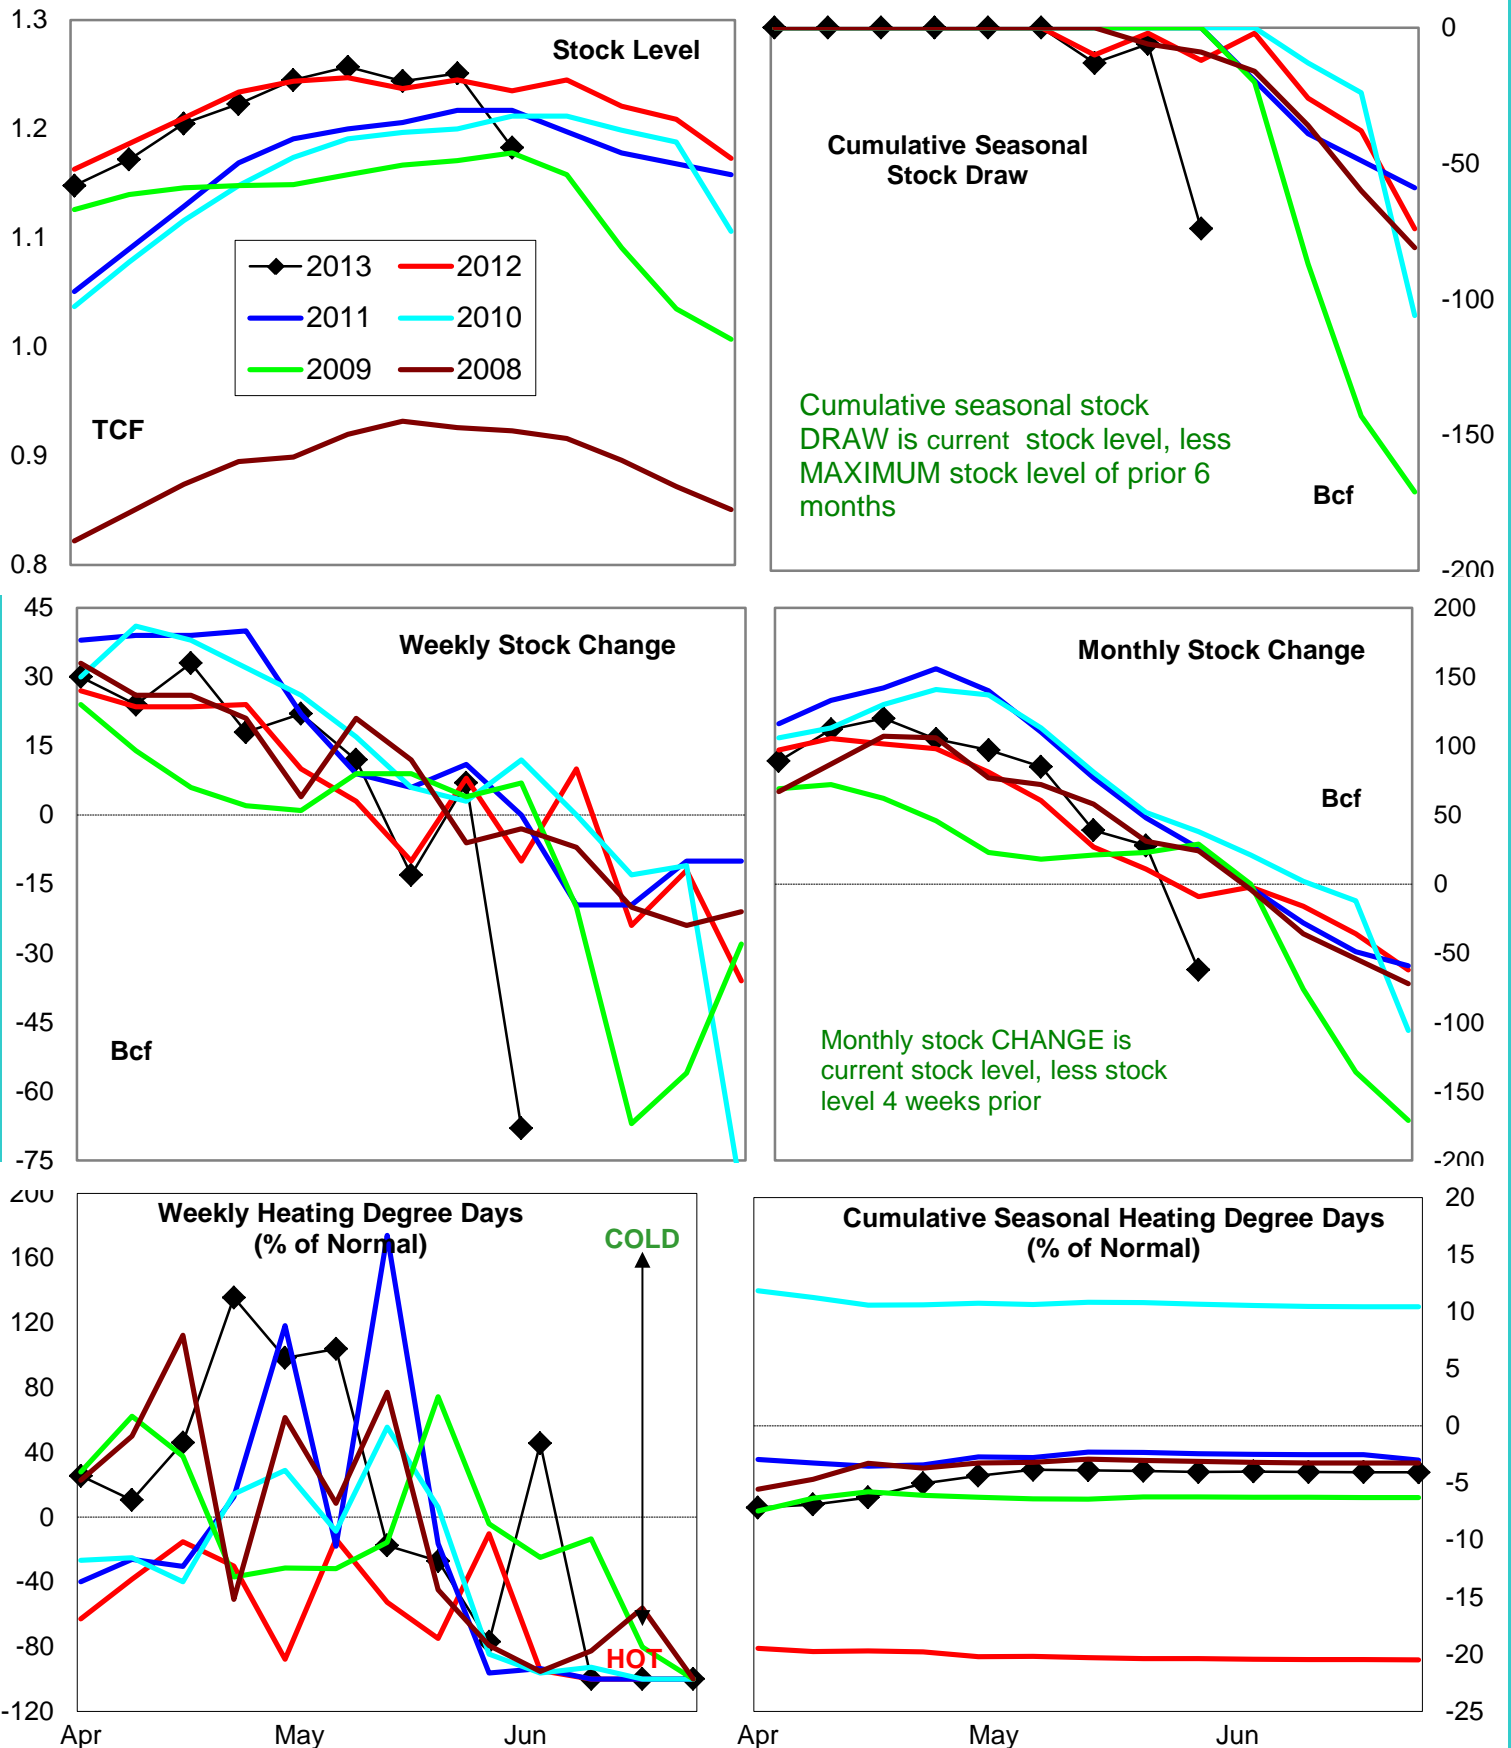 1.3
1.2
1.1
1.0
0.9
0.8
Stock Level
2013
2012
2011
2010
2009
2008
TCF
Cumulative Seasonal
Stock Draw
Cumulative seasonal stock
DRAW is current stock level, less
MAXIMUM stock level of prior 6
months
Bcf
0
-50
-100
-150
-200
45
30
15
0
-15
-30
-45
-60
-75
Weekly Stock Change
Bcf
Monthly Stock Change
Bcf
Monthly stock CHANGE is
current stock level, less stock
level 4 weeks prior
200
150
100
50
0
-50
-100
-150
-200
200
160
120
80
40
0
-40
-80
-120
Weekly Heating Degree Days
(% of Normal)
COLD
HOT
Apr
May
Jun
Cumulative Seasonal Heating Degree Days
(% of Normal)
20
15
10
5
0
-5
-10
-15
-20
-25
Apr
May
Jun